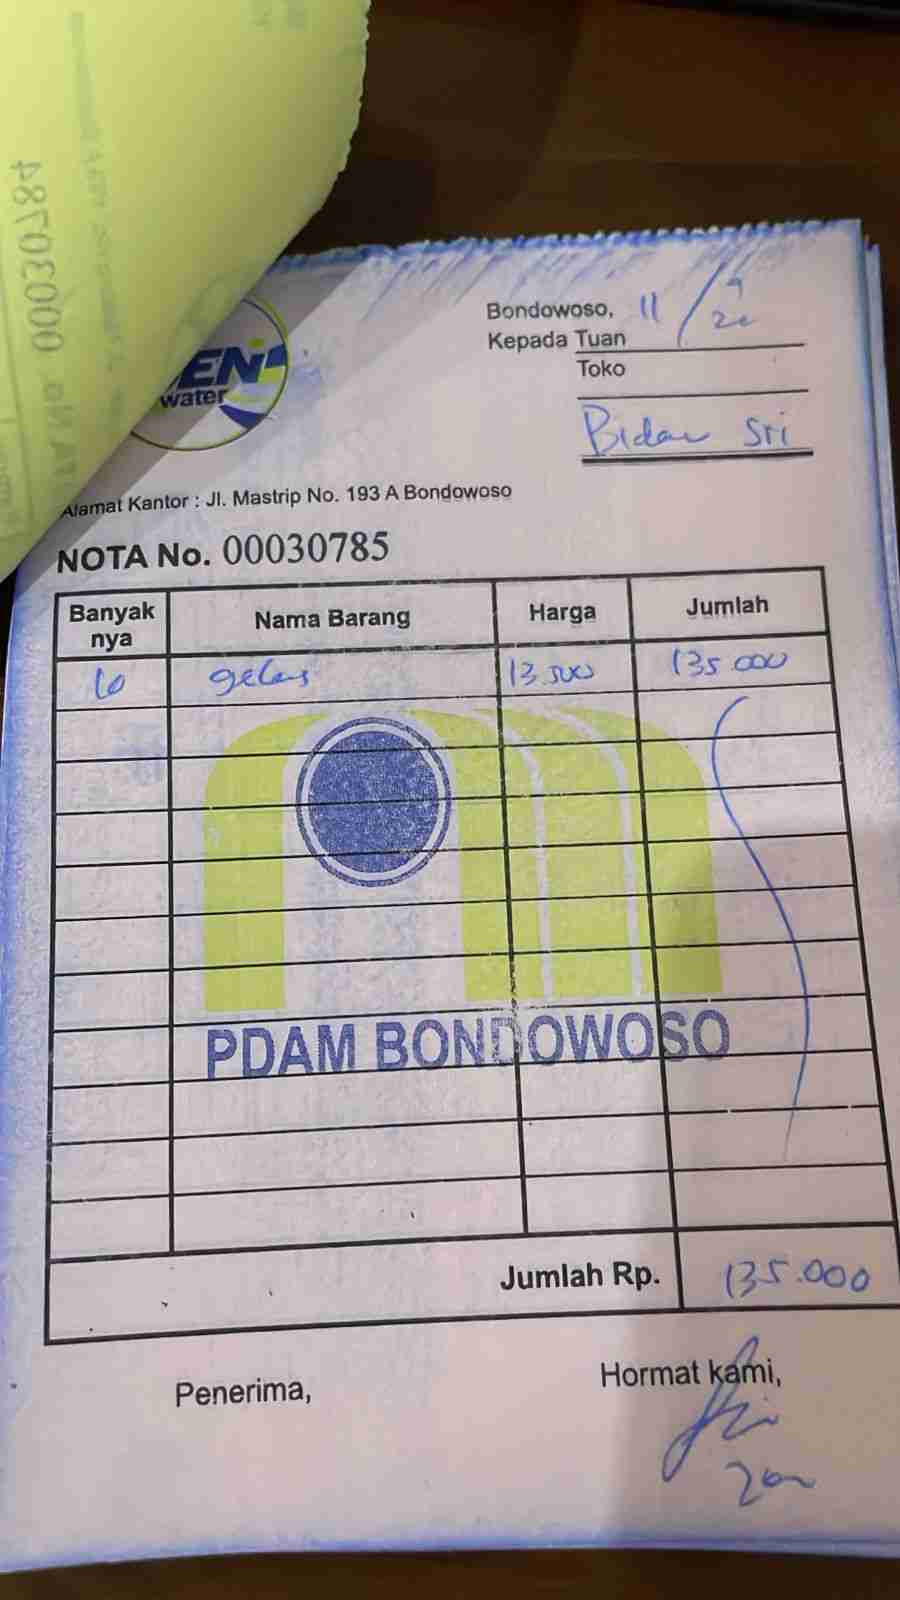 00030784
Bondowoso, 11/9
Kepada Tuan
Toko
Bidan Sri
EN
water
Alamat Kantor : Jl. Mastrip No. 193 A Bondowoso
NOTA No. 00030785
Banyak nya Nama Barang Harga Jumlah
10 gelas 13.500 135.000
PDAM BONDOWOSO
Jumlah Rp. 135.000
Penerima, Hormat kami,